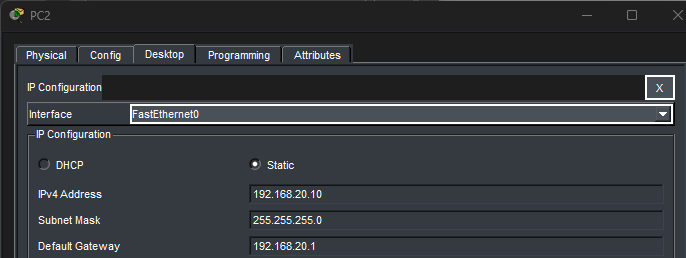 PC2
Physical Config Desktop Programming Attributes
IP Configuration X
Interface FastEthernet0
IP Configuration
DHCP Static
IPv4 Address 192.168.20.10
Subnet Mask 255.255.255.0
Default Gateway 192.168.20.1